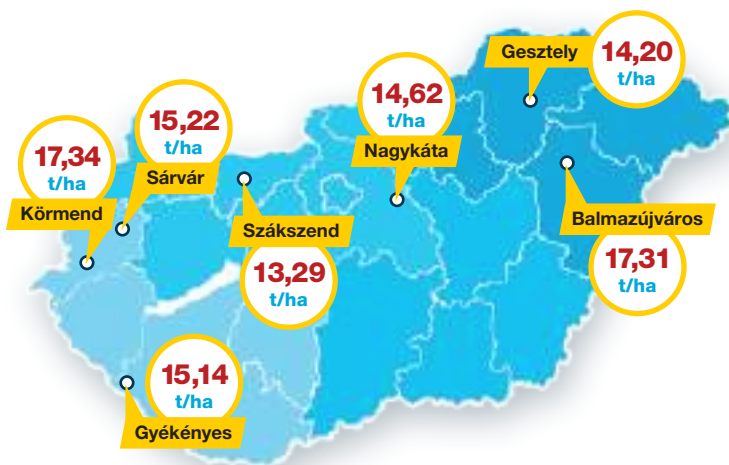 Gesztely
14,20
t/ha
14,62
t/ha
Nagykáta
15,22
t/ha
Sárvár
17,34
t/ha
Körmend
Szákszend
13,29
t/ha
Balmazújváros
17,31
t/ha
15,14
t/ha
Gyékényes